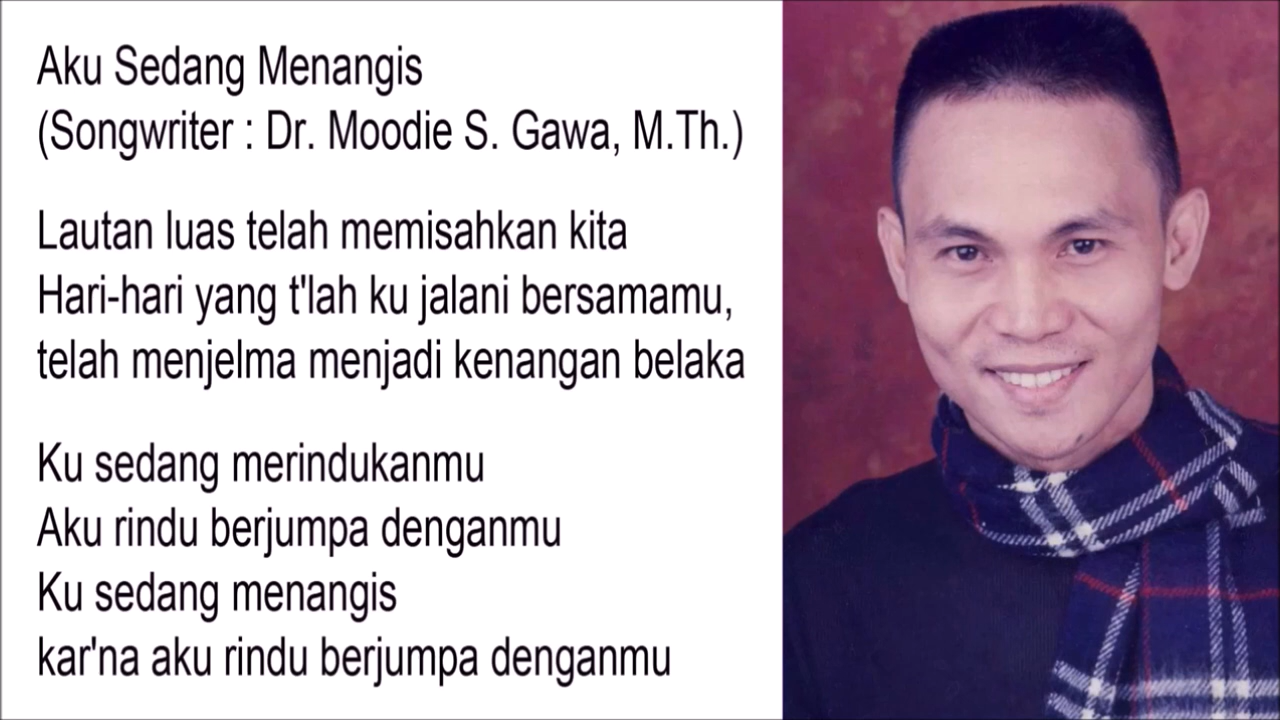 Aku Sedang Menangis
(Songwriter : Dr. Moodie S. Gawa, M.Th.)
Lautan luas telah memisahkan kita
Hari-hari yang t'lah ku jalani bersamamu,
telah menjelma menjadi kenangan belaka
Ku sedang merindukanmu
Aku rindu berjumpa denganmu
Ku sedang menangis
kar'na aku rindu berjumpa denganmu